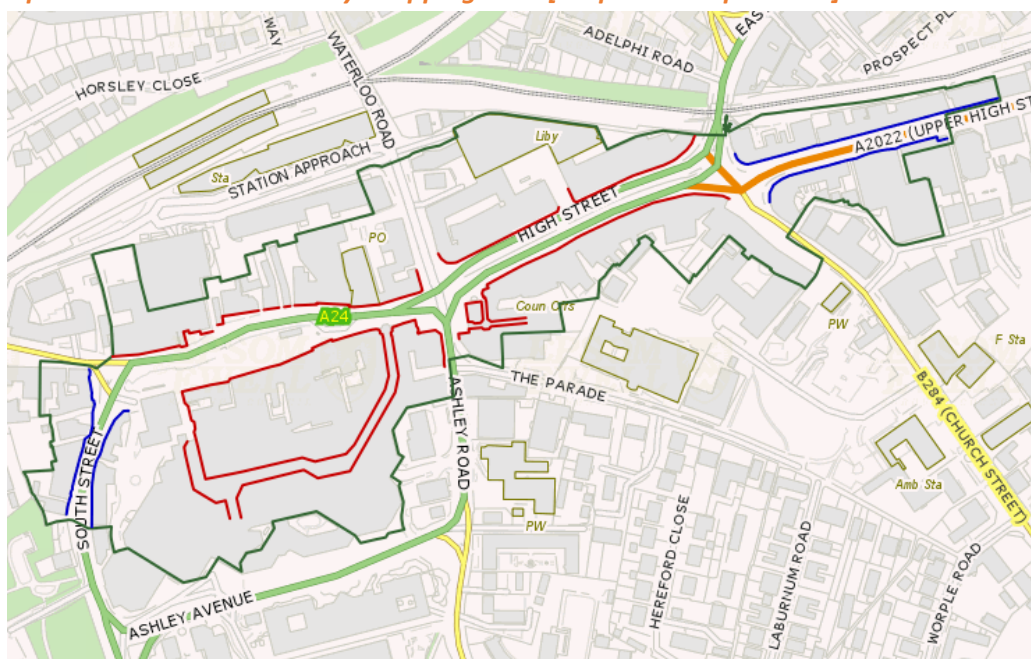 HORSLEY CLOSE
WAY
WATERLOO ROAD
ADELPHI ROAD
EAS
PROSPECT PL
Sta
STATION APPROACH
Liby
A2022 (UPPER HIGH ST
HIGH STREET
PO
A24
Coun Offs
PW
F Sta
THE PARADE
ASHLEY ROAD
B284 (CHURCH STREET)
SOUTH STREET
Amb Sta
PW
HEREFORD CLOSE
LABURNUM ROAD
WORPLE ROAD
ASHLEY AVENUE